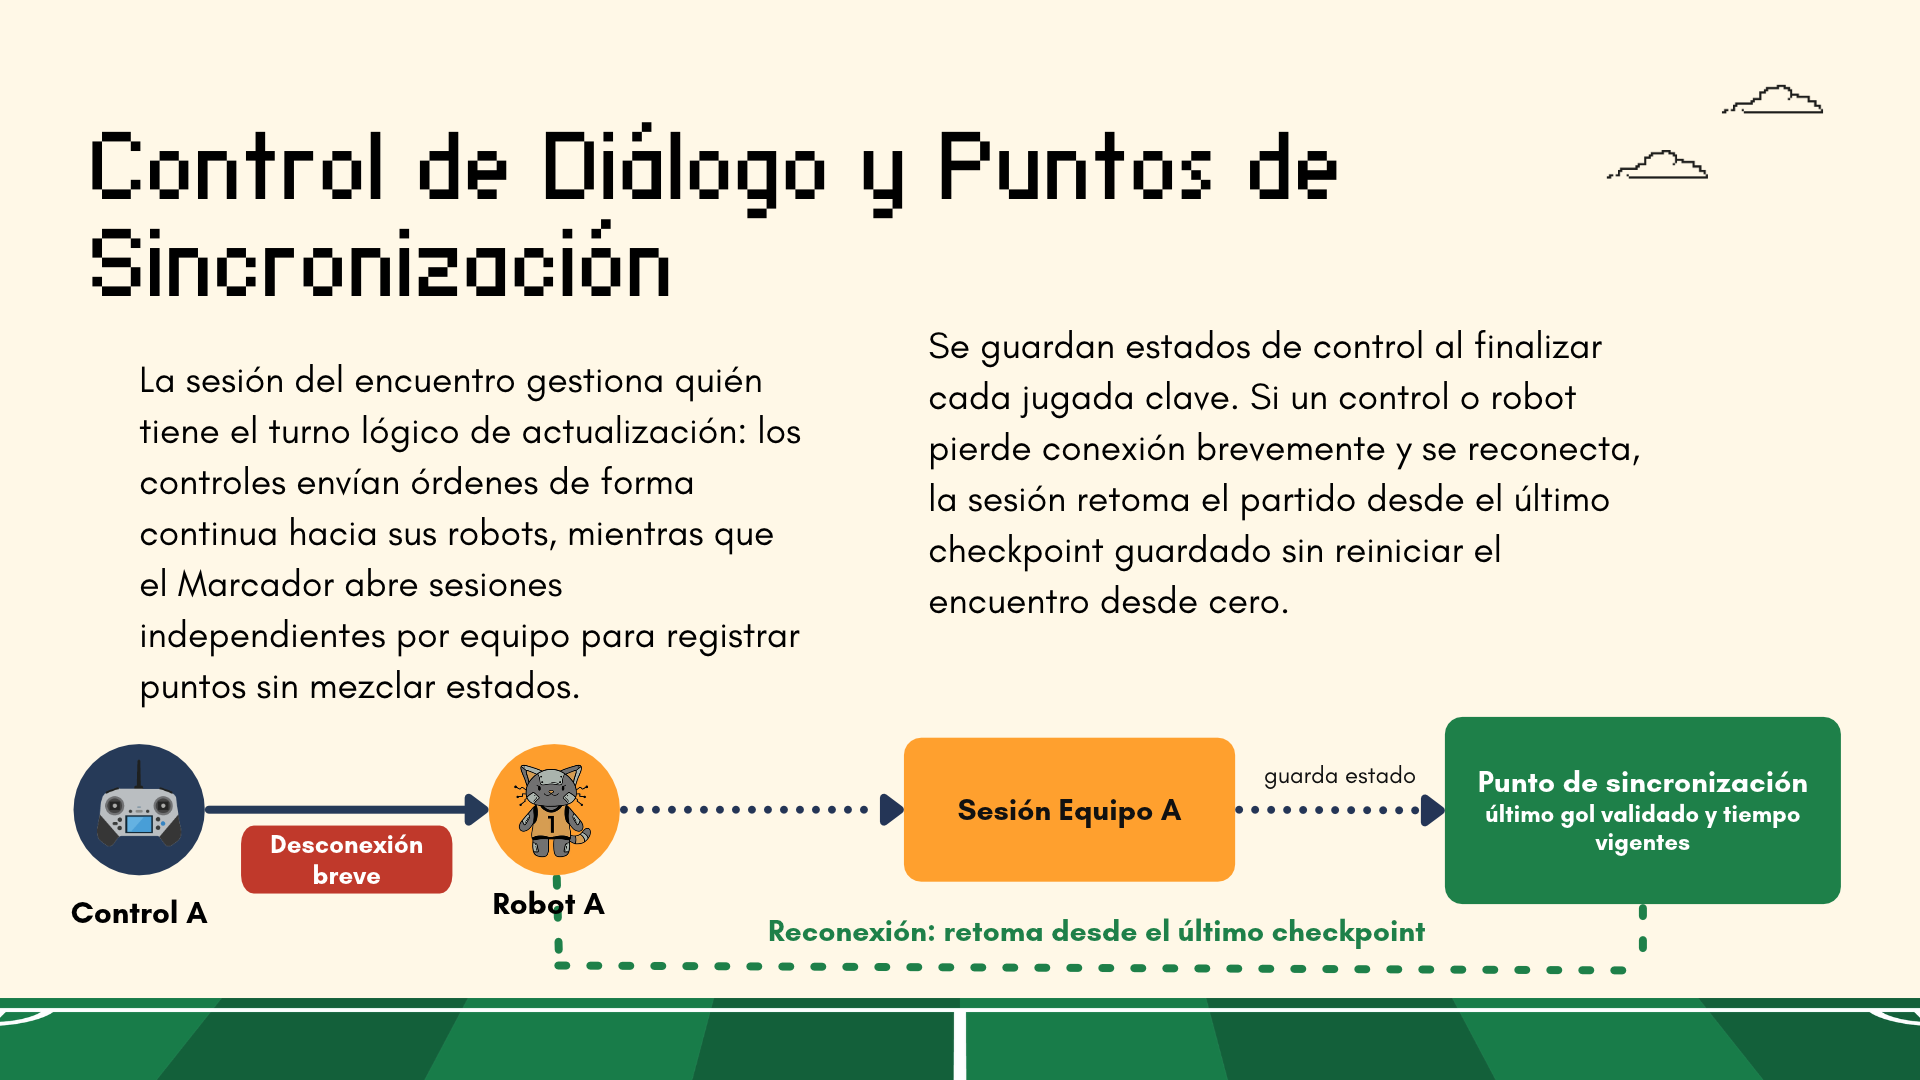 Control de Diálogo y Puntos de
Sincronización
La sesión del encuentro gestiona quién
tiene el turno lógico de actualización: los
controles envían órdenes de forma
continua hacia sus robots, mientras que
el Marcador abre sesiones
independientes por equipo para registrar
puntos sin mezclar estados.
Se guardan estados de control al finalizar
cada jugada clave. Si un control o robot
pierde conexión brevemente y se reconecta,
la sesión retoma el partido desde el último
checkpoint guardado sin reiniciar el
encuentro desde cero.
Control A
Desconexión
breve
1
Robot A
Sesión Equipo A
guarda estado
Punto de sincronización
último gol validado y tiempo
vigentes
Reconexión: retoma desde el último checkpoint